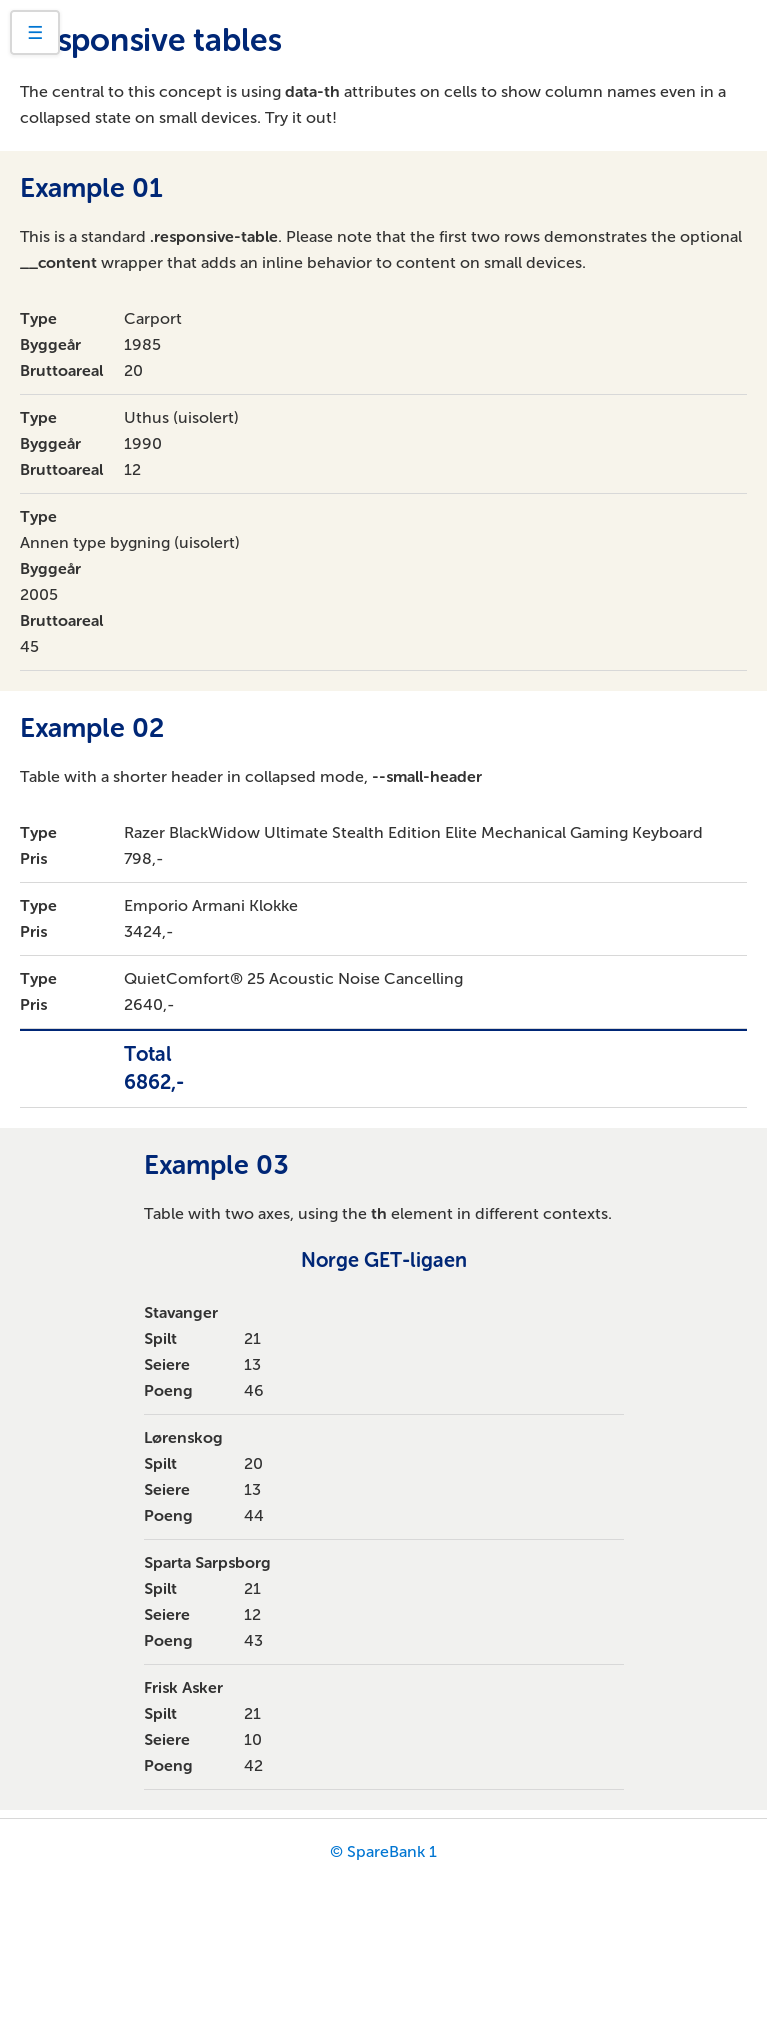 ☰
sponsive tables
The central to this concept is using data-th attributes on cells to show column names even in a
collapsed state on small devices. Try it out!
Example 01
This is a standard .responsive-table. Please note that the first two rows demonstrates the optional
__content wrapper that adds an inline behavior to content on small devices.
Type Carport
Byggeår 1985
Bruttoareal 20
Type Uthus (uisolert)
Byggeår 1990
Bruttoareal 12
Type
Annen type bygning (uisolert)
Byggeår
2005
Bruttoareal
45
Example 02
Table with a shorter header in collapsed mode, --small-header
Type Razer BlackWidow Ultimate Stealth Edition Elite Mechanical Gaming Keyboard
Pris 798,-
Type Emporio Armani Klokke
Pris 3424,-
Type QuietComfort® 25 Acoustic Noise Cancelling
Pris 2640,-
Total
6862,-
Example 03
Table with two axes, using the th element in different contexts.
Norge GET-ligaen
Stavanger
Spilt 21
Seiere 13
Poeng 46
Lørenskog
Spilt 20
Seiere 13
Poeng 44
Sparta Sarpsborg
Spilt 21
Seiere 12
Poeng 43
Frisk Asker
Spilt 21
Seiere 10
Poeng 42
© SpareBank 1